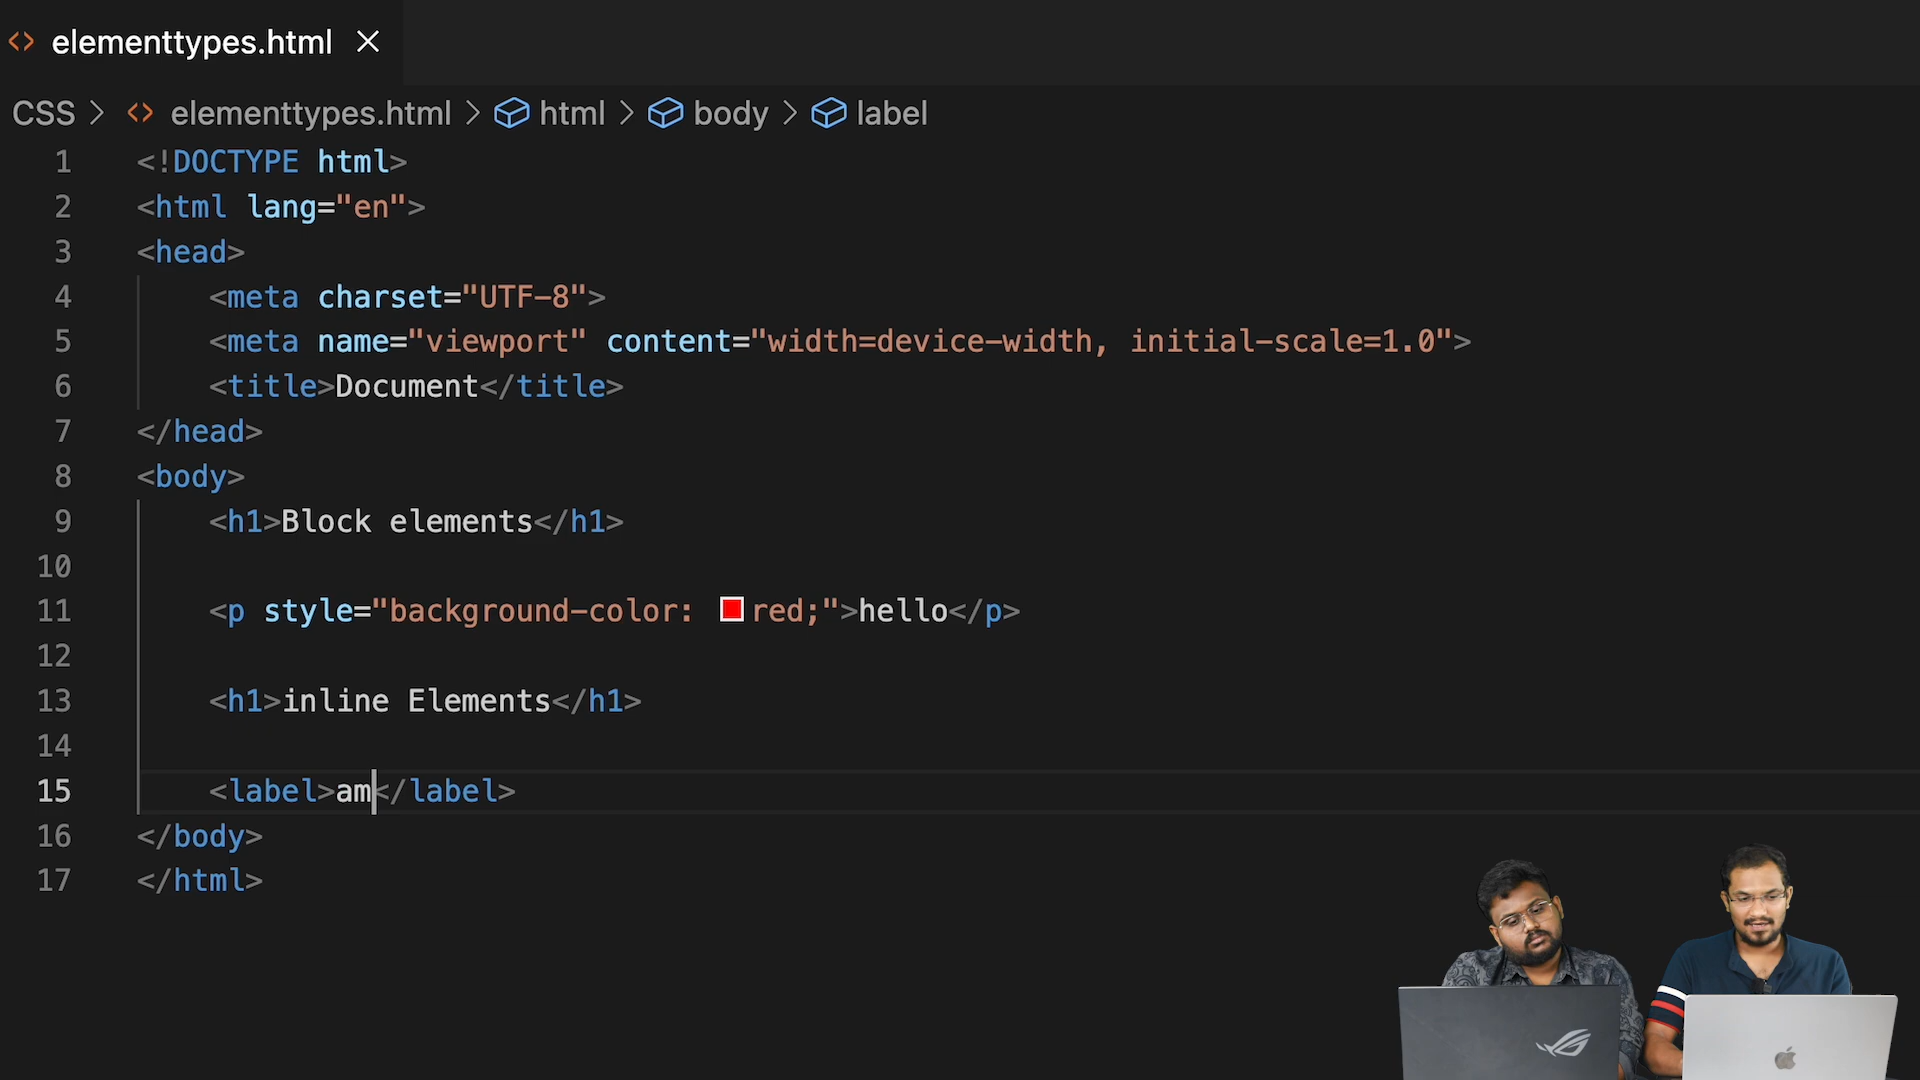 <> elementtypes.html ×
CSS > <> elementtypes.html > html > body > label
1 <!DOCTYPE html>
2 <html lang="en">
3 <head>
4 <meta charset="UTF-8">
5 <meta name="viewport" content="width=device-width, initial-scale=1.0">
6 <title>Document</title>
7 </head>
8 <body>
9 <h1>Block elements</h1>
10
11 <p style="background-color: red;">hello</p>
12
13 <h1>inline Elements</h1>
14
15 <label>am</label>
16 </body>
17 </html>